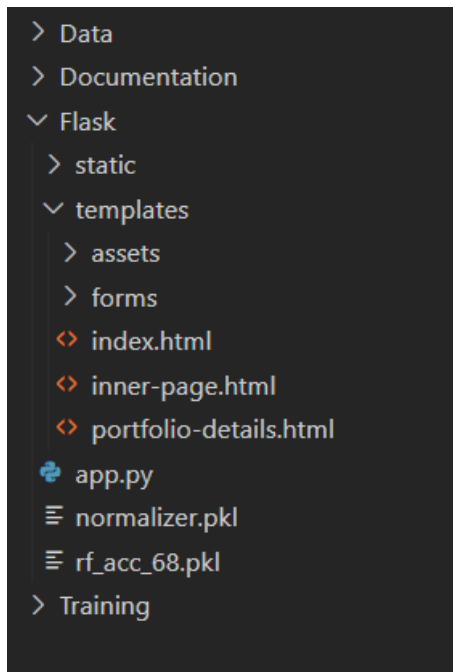 Data
Documentation
Flask
static
templates
assets
forms
index.html
inner-page.html
portfolio-details.html
app.py
normalizer.pkl
rf_acc_68.pkl
Training